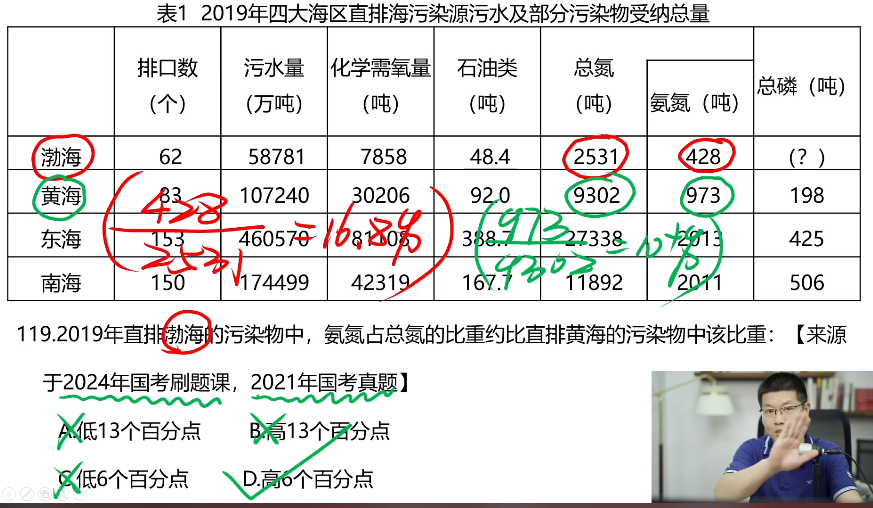 表1 2019年四大海区直排海污染源污水及部分污染物受纳总量
排口数(个) 污水量(万吨) 化学需氧量(吨) 石油类(吨) 总氮(吨) 氨氮(吨) 总磷(吨)
渤海 62 58781 7858 48.4 2531 428 (?)
黄海 83 107240 30206 92.0 9302 973 198
东海 153 460579 81108 388.7 27338 2913 425
南海 150 174499 42319 167.7 11892 2011 506
428
2531
=16.8%
973
9302
=10+%
119.2019年直排渤海的污染物中，氨氮占总氮的比重约比直排黄海的污染物中该比重：【来源
于2024年国考刷题课，2021年国考真题】
A.低13个百分点 B.高13个百分点
C.低6个百分点 D.高6个百分点